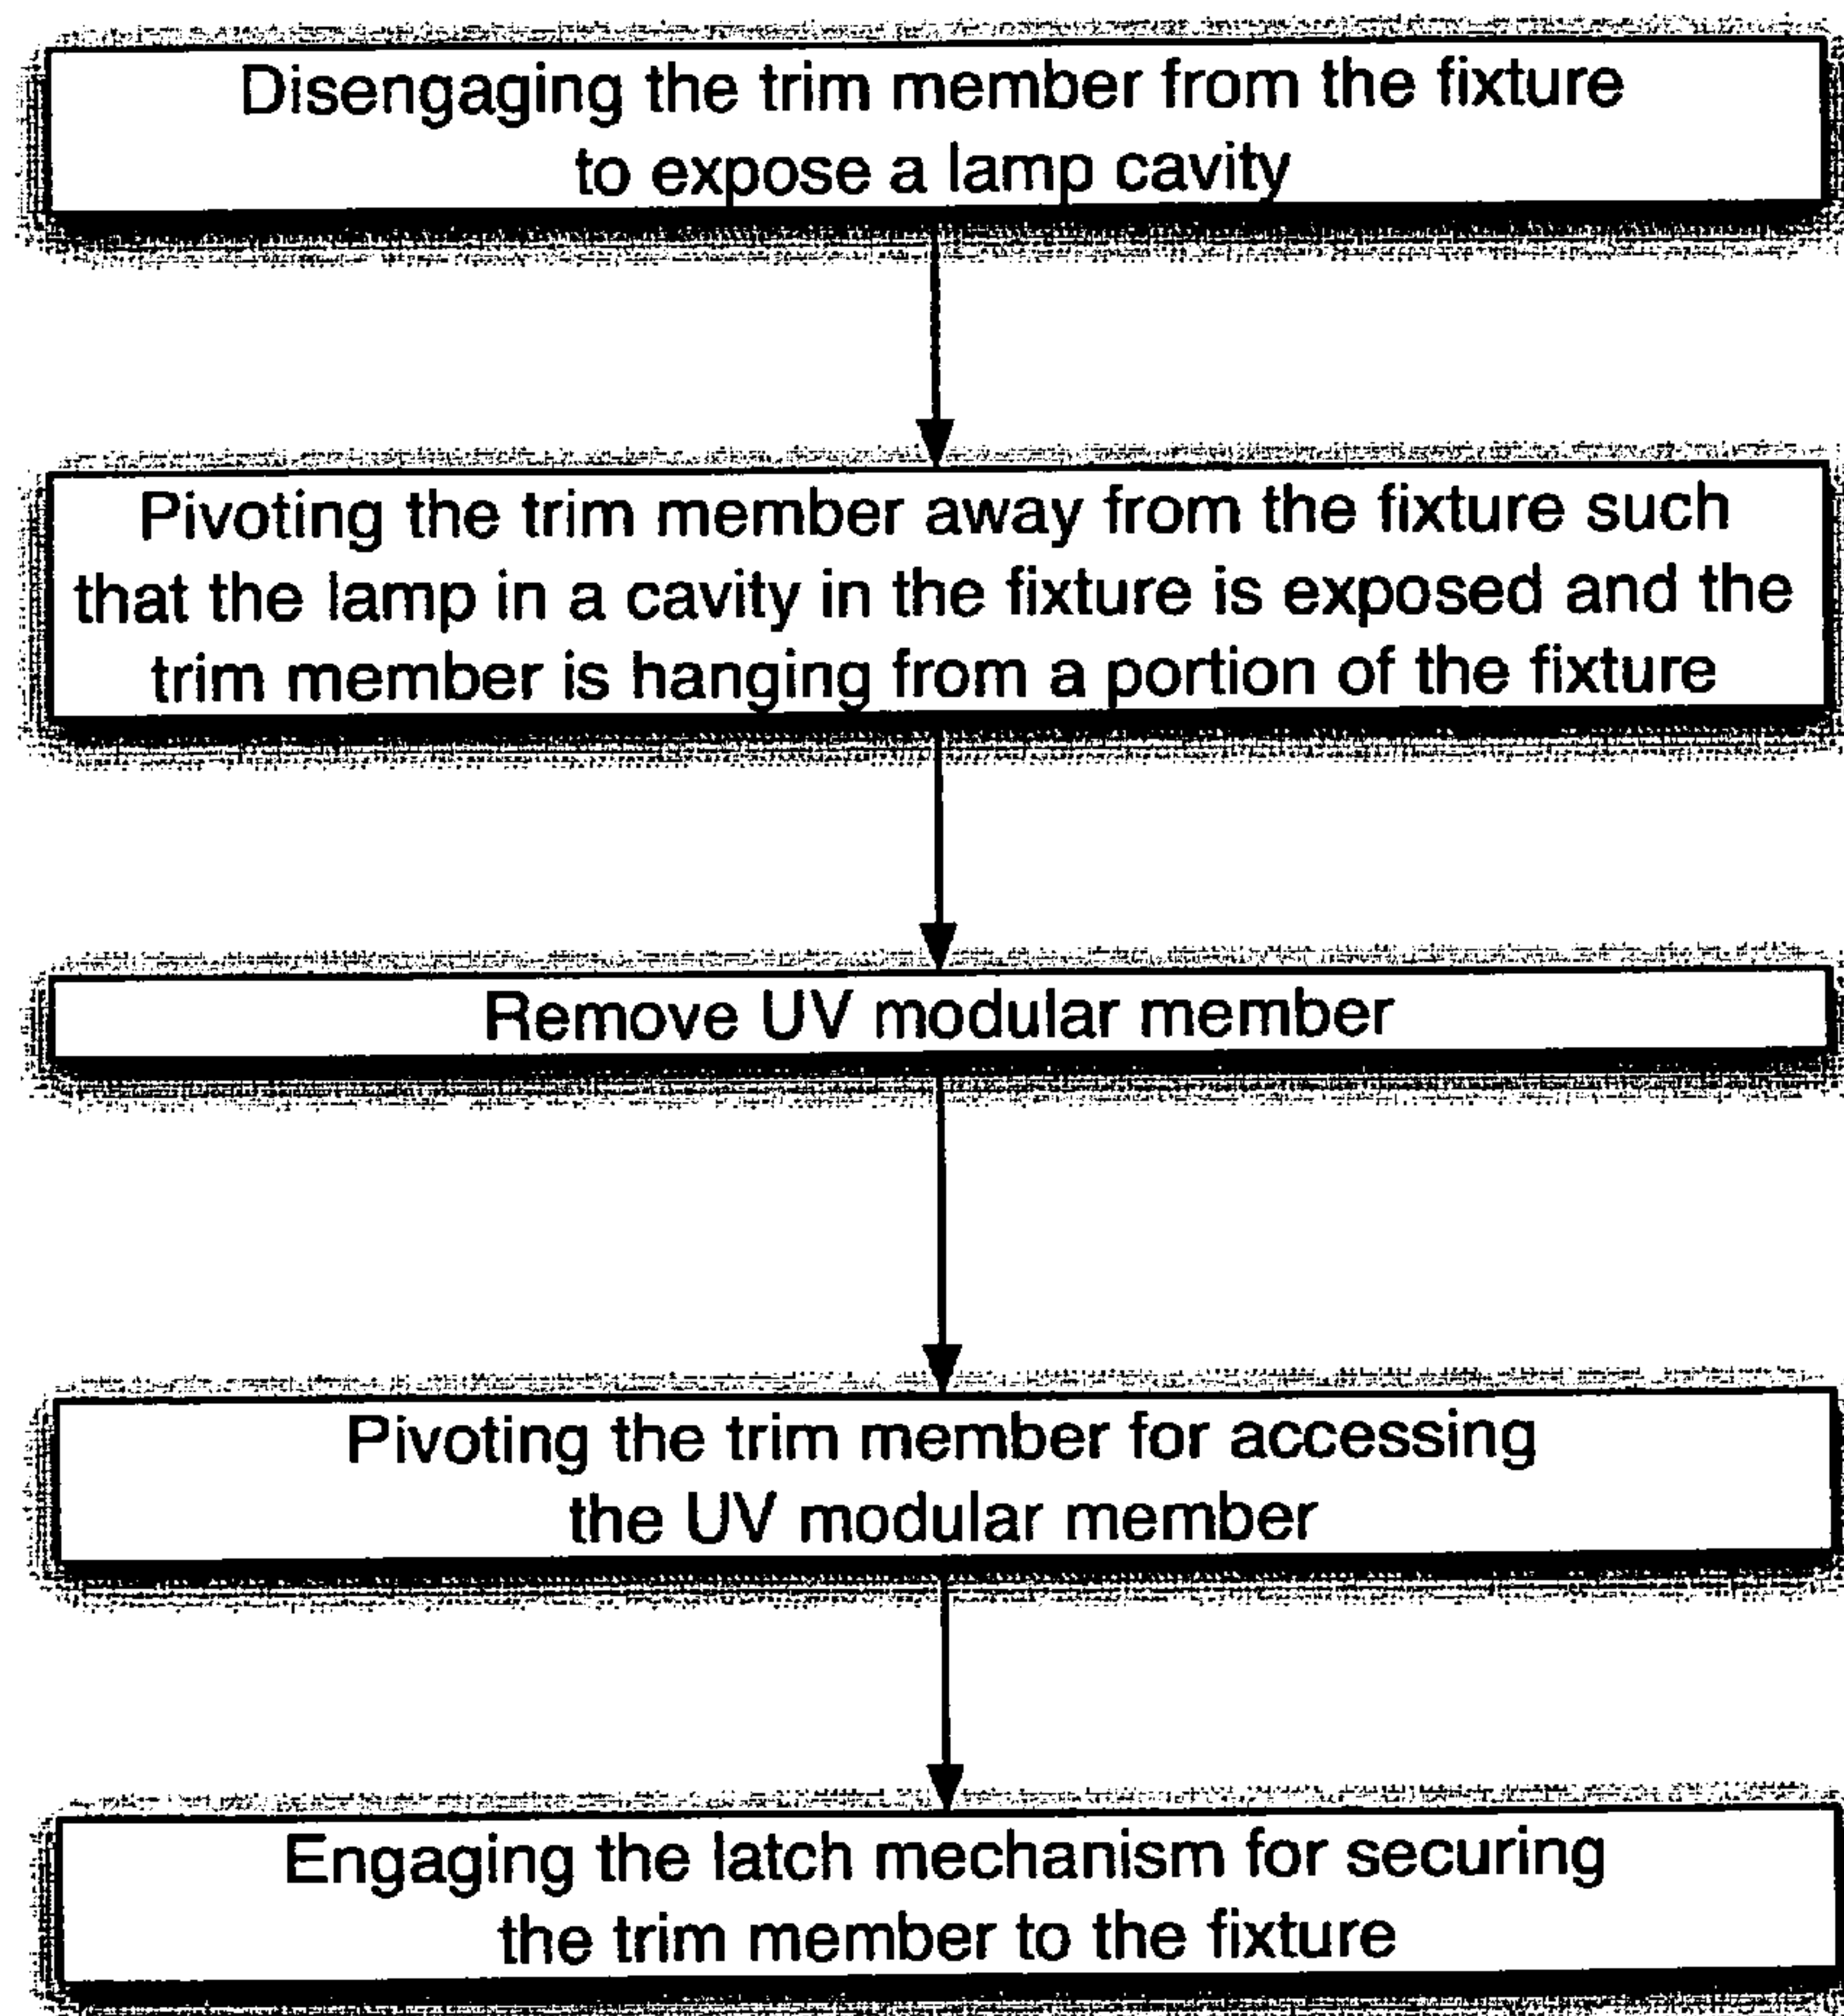 Disengaging the trim member from the fixture
to expose a lamp cavity
Pivoting the trim member away from the fixture such
that the lamp in a cavity in the fixture is exposed and the
trim member is hanging from a portion of the fixture
Remove UV modular member
Pivoting the trim member for accessing
the UV modular member
Engaging the latch mechanism for securing
the trim member to the fixture